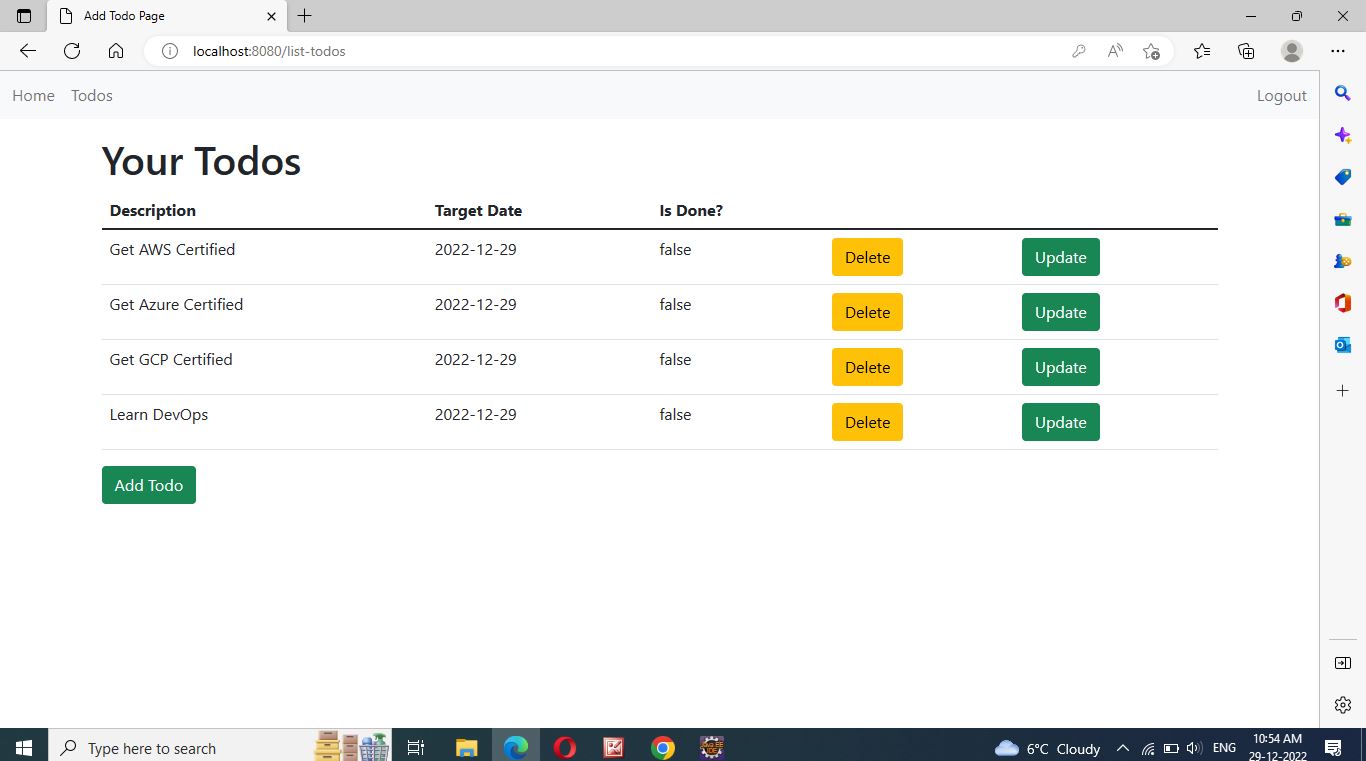 Add Todo Page
localhost:8080/list-todos
Home Todos Logout
Your Todos
Description Target Date Is Done?
Get AWS Certified 2022-12-29 false Delete Update
Get Azure Certified 2022-12-29 false Delete Update
Get GCP Certified 2022-12-29 false Delete Update
Learn DevOps 2022-12-29 false Delete Update
Add Todo
Type here to search
6°C Cloudy
ENG
10:54 AM
29-12-2022